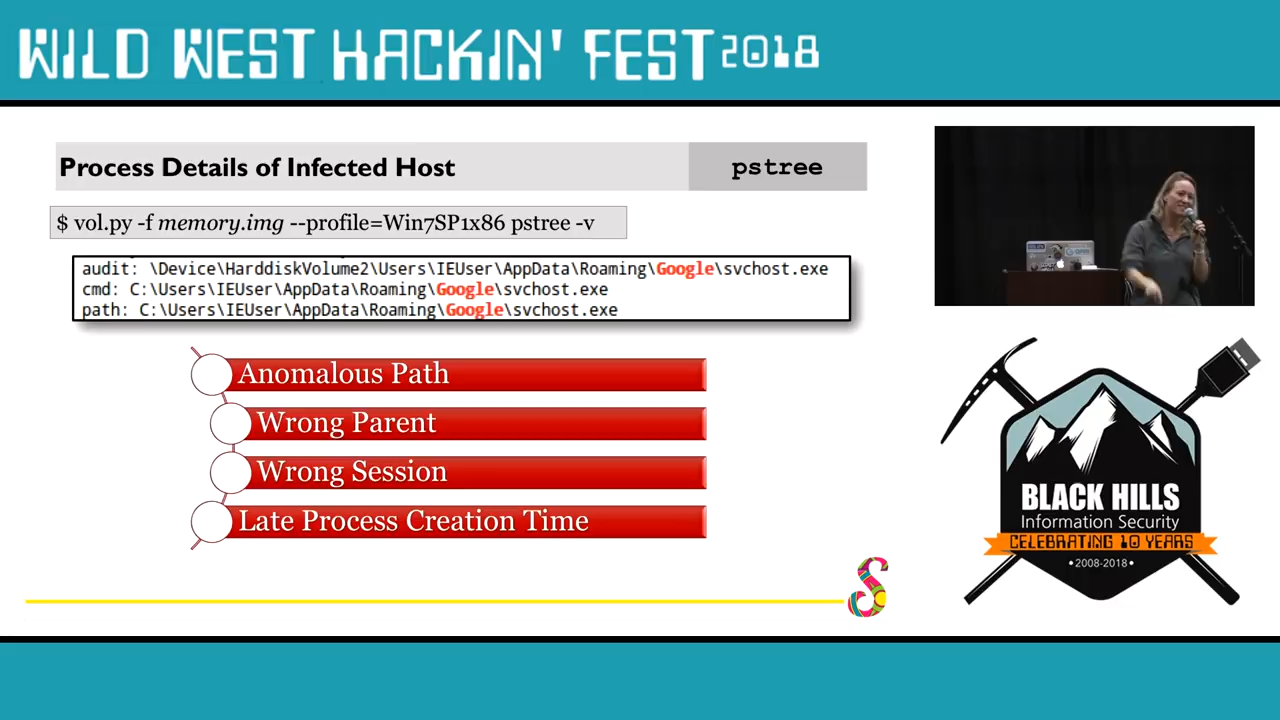 WILD WEST HACKIN' FEST 2018
Process Details of Infected Host
pstree
$ vol.py -f memory.img --profile=Win7SP1x86 pstree -v
audit: \Device\HarddiskVolume2\Users\IEUser\AppData\Roaming\Google\svchost.exe
cmd: C:\Users\IEUser\AppData\Roaming\Google\svchost.exe
path: C:\Users\IEUser\AppData\Roaming\Google\svchost.exe
Anomalous Path
Wrong Parent
Wrong Session
Late Process Creation Time
S
BLACK HILLS
Information Security
CELEBRATING 10 YEARS
•2008-2018•